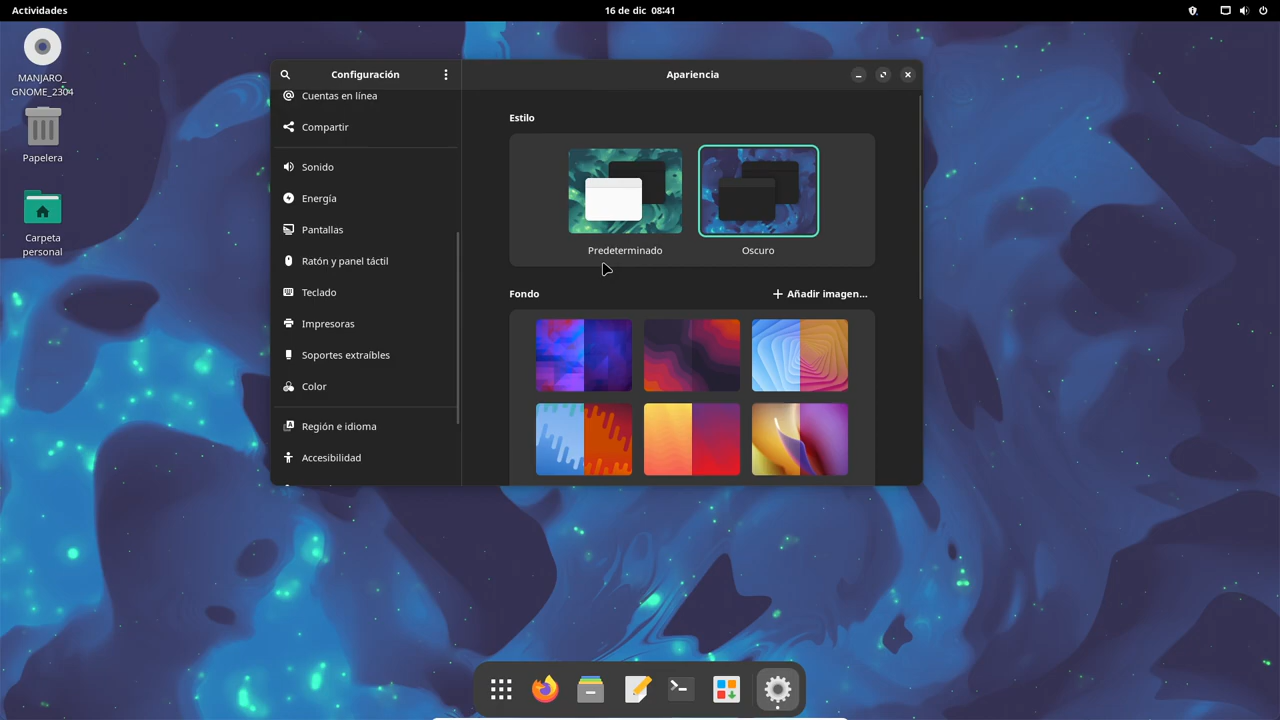 Actividades
16 de dic 08:41
MANJARO_
GNOME_2304
Papelera
Carpeta
personal
Configuración
Cuentas en línea
Compartir
Sonido
Energía
Pantallas
Ratón y panel táctil
Teclado
Impresoras
Soportes extraíbles
Color
Región e idioma
Accesibilidad
Apariencia
Estilo
Predeterminado
Oscuro
Fondo
Añadir imagen...